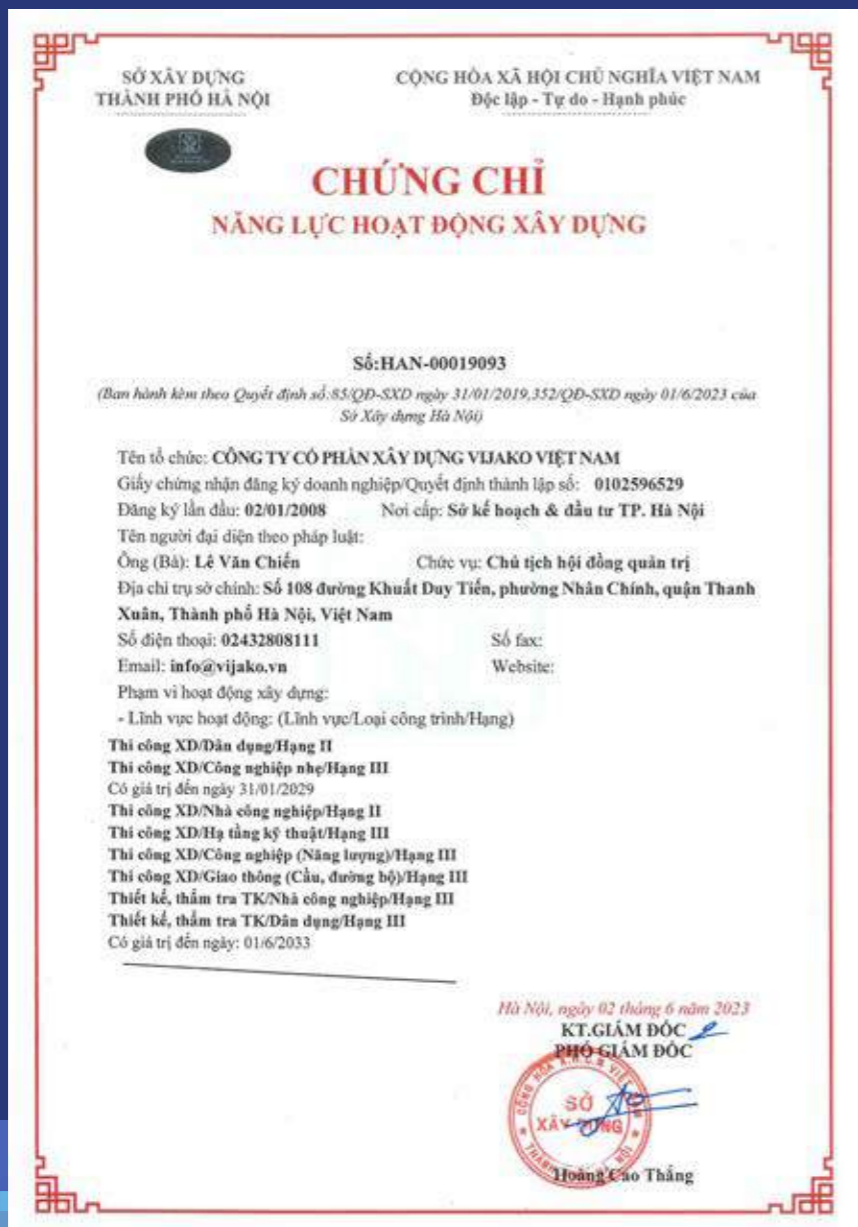 SỞ XÂY DỰNG
THÀNH PHỐ HÀ NỘI
CỘNG HÒA XÃ HỘI CHỦ NGHĨA VIỆT NAM
Độc lập - Tự do - Hạnh phúc
CHỨNG CHỈ
NĂNG LỰC HOẠT ĐỘNG XÂY DỰNG
Số:HAN-00019093
(Ban hành kèm theo Quyết định số:85/QĐ-SXD ngày 31/01/2019,352/QĐ-SXD ngày 01/6/2023 của
Sở Xây dựng Hà Nội)
Tên tổ chức: CÔNG TY CỔ PHẦN XÂY DỰNG VIJAKO VIỆT NAM
Giấy chứng nhận đăng ký doanh nghiệp/Quyết định thành lập số: 0102596529
Đăng ký lần đầu: 02/01/2008 Nơi cấp: Sở kế hoạch & đầu tư TP. Hà Nội
Tên người đại diện theo pháp luật:
Ông (Bà): Lê Văn Chiến Chức vụ: Chủ tịch hội đồng quản trị
Địa chỉ trụ sở chính: Số 108 đường Khuất Duy Tiến, phường Nhân Chính, quận Thanh
Xuân, Thành phố Hà Nội, Việt Nam
Số điện thoại: 02432808111 Số fax:
Email: info@vijako.vn Website:
Phạm vi hoạt động xây dựng:
- Lĩnh vực hoạt động: (Lĩnh vực/Loại công trình/Hạng)
Thi công XD/Dân dụng/Hạng II
Thi công XD/Công nghiệp nhẹ/Hạng III
Có giá trị đến ngày 31/01/2029
Thi công XD/Nhà công nghiệp/Hạng II
Thi công XD/Hạ tầng kỹ thuật/Hạng III
Thi công XD/Công nghiệp (Năng lượng)/Hạng III
Thi công XD/Giao thông (Cầu, đường bộ)/Hạng III
Thiết kế, thẩm tra TK/Nhà công nghiệp/Hạng III
Thiết kế, thẩm tra TK/Dân dụng/Hạng III
Có giá trị đến ngày: 01/6/2033
Hà Nội, ngày 02 tháng 6 năm 2023
KT.GIÁM ĐỐC
PHÓ GIÁM ĐỐC
SỞ
XÂY DỰNG
Hoàng Cao Thắng